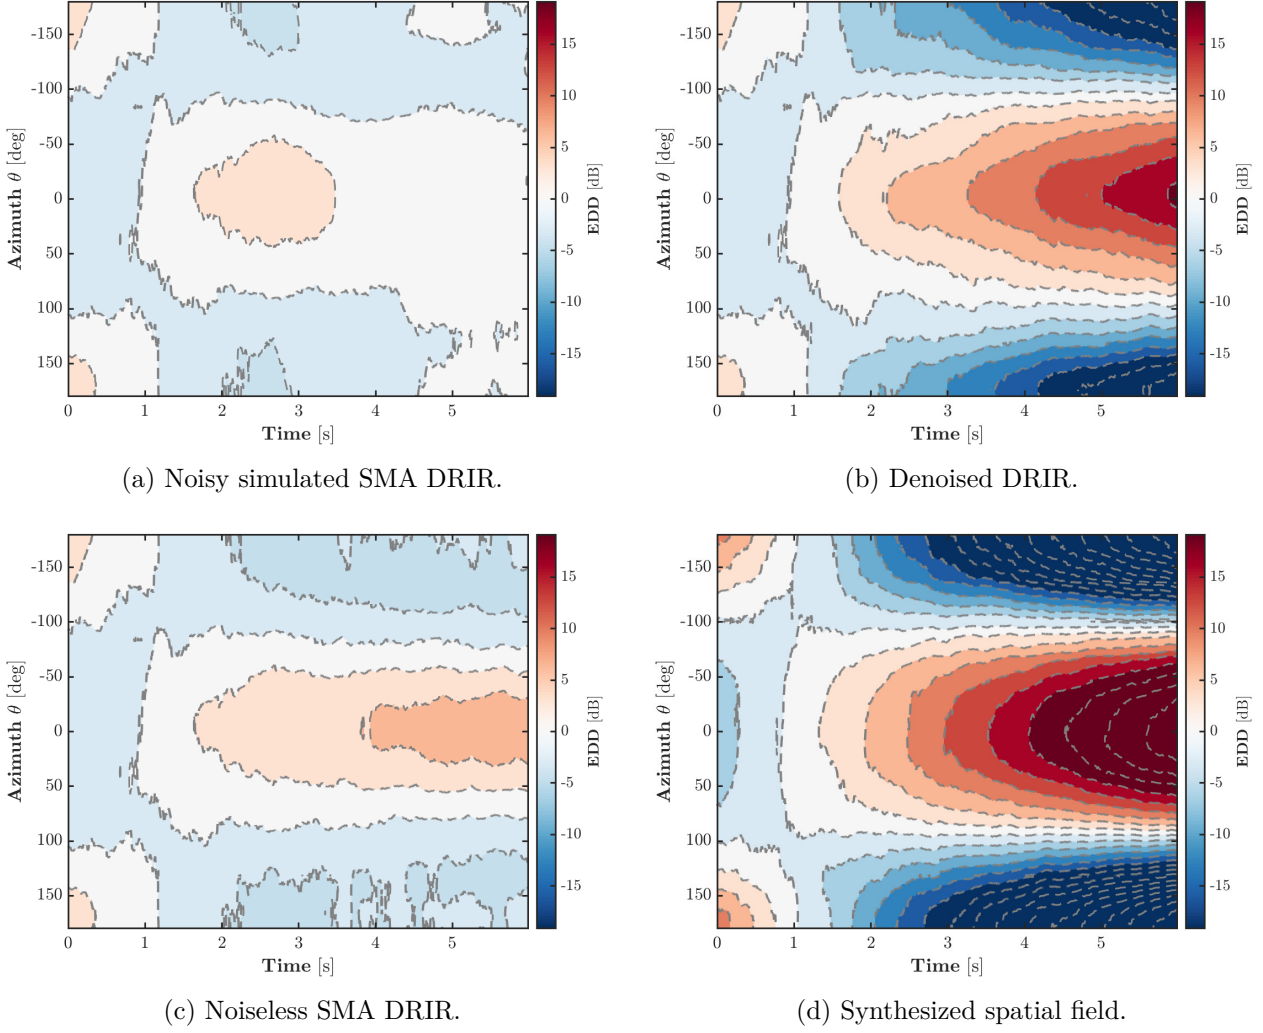 -150
-100
-50
0
50
100
150
Azimuth θ [deg]
0 1 2 3 4 5
Time [s]
15
10
5
0
-5
-10
-15
EDD [dB]
(a) Noisy simulated SMA DRIR.
-150
-100
-50
0
50
100
150
Azimuth θ [deg]
0 1 2 3 4 5
Time [s]
15
10
5
0
-5
-10
-15
EDD [dB]
(b) Denoised DRIR.
-150
-100
-50
0
50
100
150
Azimuth θ [deg]
0 1 2 3 4 5
Time [s]
15
10
5
0
-5
-10
-15
EDD [dB]
(c) Noiseless SMA DRIR.
-150
-100
-50
0
50
100
150
Azimuth θ [deg]
0 1 2 3 4 5
Time [s]
15
10
5
0
-5
-10
-15
EDD [dB]
(d) Synthesized spatial field.